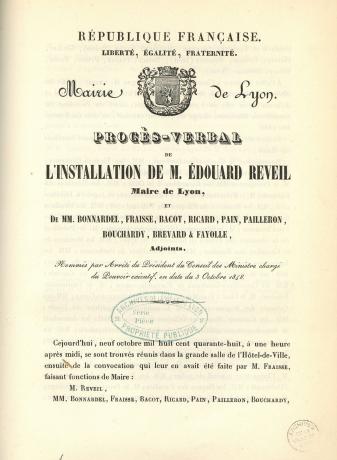 RÉPUBLIQUE FRANÇAISE.
LIBERTÉ, ÉGALITÉ, FRATERNITÉ.
Mairie de Lyon.
PROCÈS-VERBAL
DE
L'INSTALLATION DE M. ÉDOUARD REVEIL
Maire de Lyon,
ET
DE MM. BONNARDEL, FRAISSE, BACOT, RICARD, PAIN, PAILLERON,
BOUCHARDY, BREVARD & FAYOLLE,
Adjoints,
Nommés par Arrêté du Président du Conseil des Ministre chargé
du Pouvoir exécutif, en date du 3 Octobre 1848.
Série
Pièce
PROPRIÉTÉ PUBLIQUE
Cejourd'hui, neuf octobre mil huit cent quarante-huit, à une heure
après midi, se sont trouvés réunis dans la grande salle de l'Hôtel-de-Ville,
ensuite de la convocation qui leur en avait été faite par M. FRAISSE,
faisant fonctions de Maire :
M. REVEIL,
MM. BONNARDEL, FRAISSE, BACOT, RICARD, PAIN, PAILLERON, BOUCHARDY,